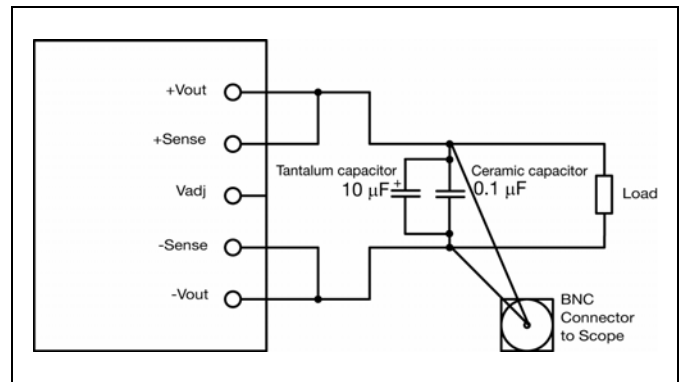 +Vout
+Sense
Vadj
-Sense
-Vout
Tantalum capacitor
10 µF+
Ceramic capacitor
0.1 µF
Load
BNC
Connector
to Scope